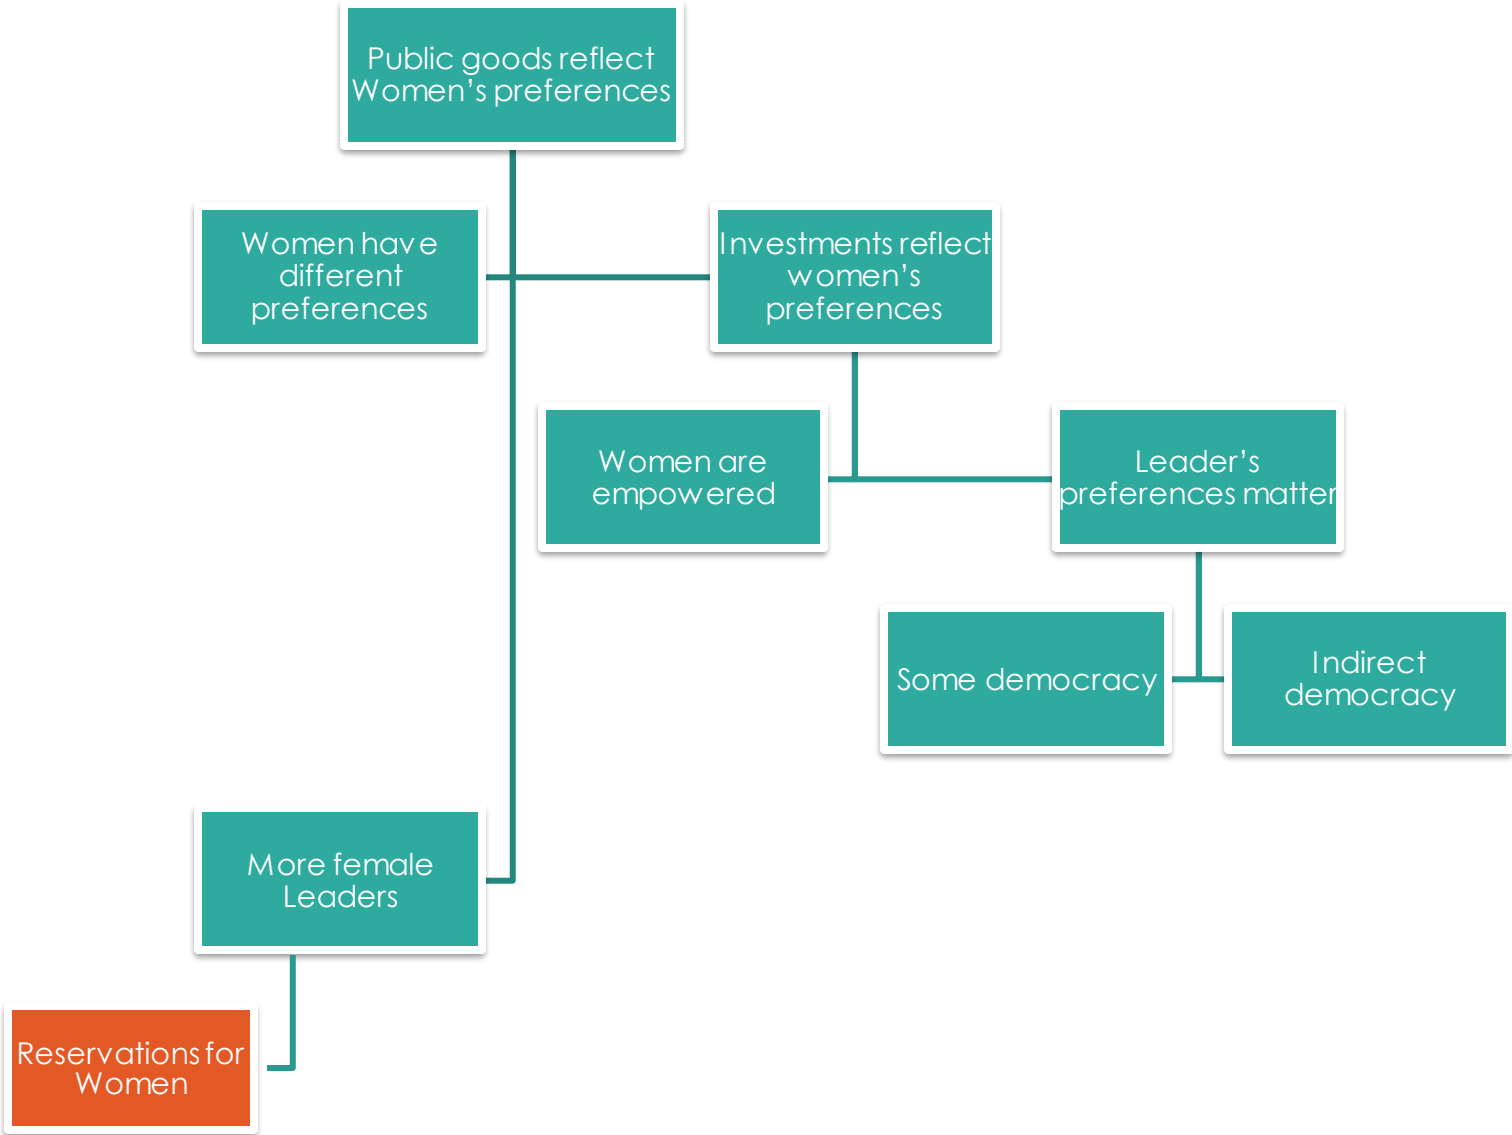 Public goods reflect
Women’s preferences
Women have
different
preferences
Investments reflect
women’s
preferences
Women are
empowered
Leader’s
preferences matter
Some democracy
Indirect
democracy
More female
Leaders
Reservations for
Women